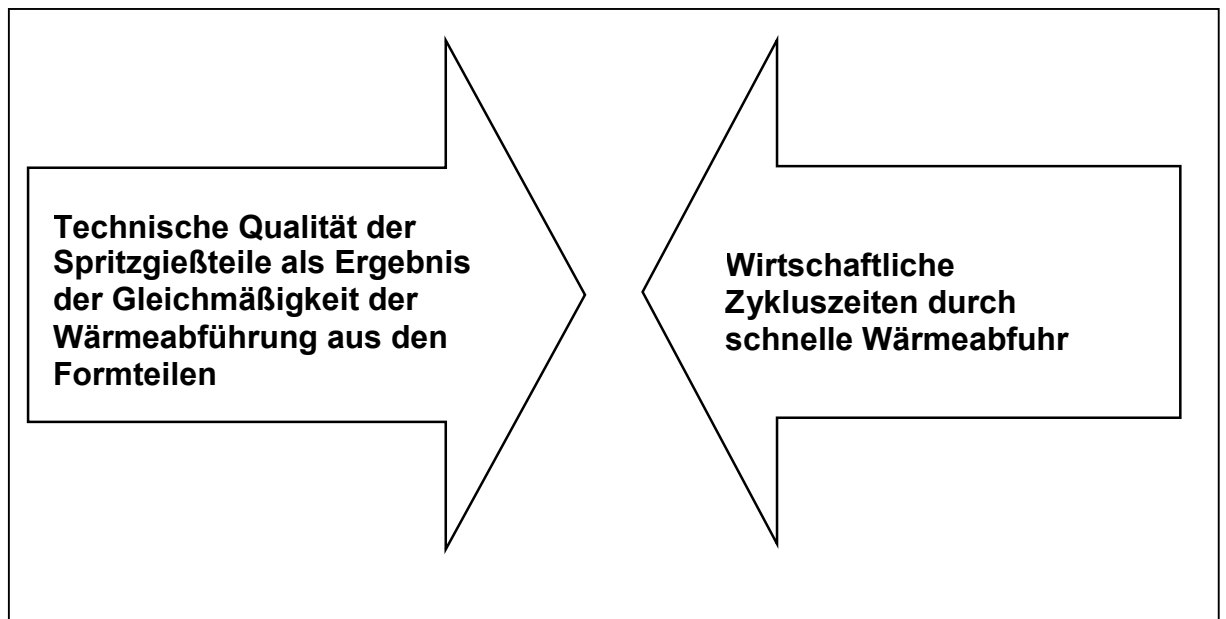 Technische Qualität der
Spritzgießteile als Ergebnis
der Gleichmäßigkeit der
Wärmeabführung aus den
Formteilen
Wirtschaftliche
Zykluszeiten durch
schnelle Wärmeabfuhr